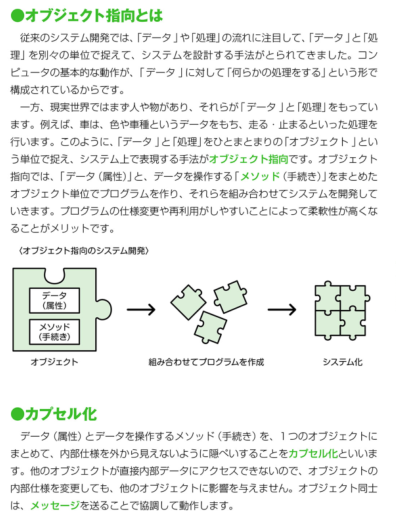 ●オブジェクト指向とは
従来のシステム開発では、「データ」や「処理」の流れに注目して、「データ」と「処
理」を別々の単位で捉えて、システムを設計する手法がとられてきました。コン
ピュータの基本的な動作が、「データ」に対して「何らかの処理をする」という形で
構成されているからです。
一方、現実世界ではまず人や物があり、それらが「データ」と「処理」をもってい
ます。例えば、車は、色や車種というデータをもち、走る・止まるといった処理を
行います。このように、「データ」と「処理」をひとまとまりの「オブジェクト」とい
う単位で捉え、システム上で表現する手法がオブジェクト指向です。オブジェクト
指向では、「データ（属性）」と、データを操作する「メソッド（手続き）」をまとめた
オブジェクト単位でプログラムを作り、それらを組み合わせてシステムを開発して
いきます。プログラムの仕様変更や再利用がしやすいことによって柔軟性が高くな
ることがメリットです。
〈オブジェクト指向のシステム開発〉
データ
（属性）
メソッド
（手続き）
オブジェクト
組み合わせてプログラムを作成
システム化
●カプセル化
データ（属性）とデータを操作するメソッド（手続き）を、1つのオブジェクトに
まとめて、内部仕様を外から見えないように隠ぺいすることをカプセル化といいま
す。他のオブジェクトが直接内部データにアクセスできないので、オブジェクトの
内部仕様を変更しても、他のオブジェクトに影響を与えません。オブジェクト同士
は、メッセージを送ることで協調して動作します。